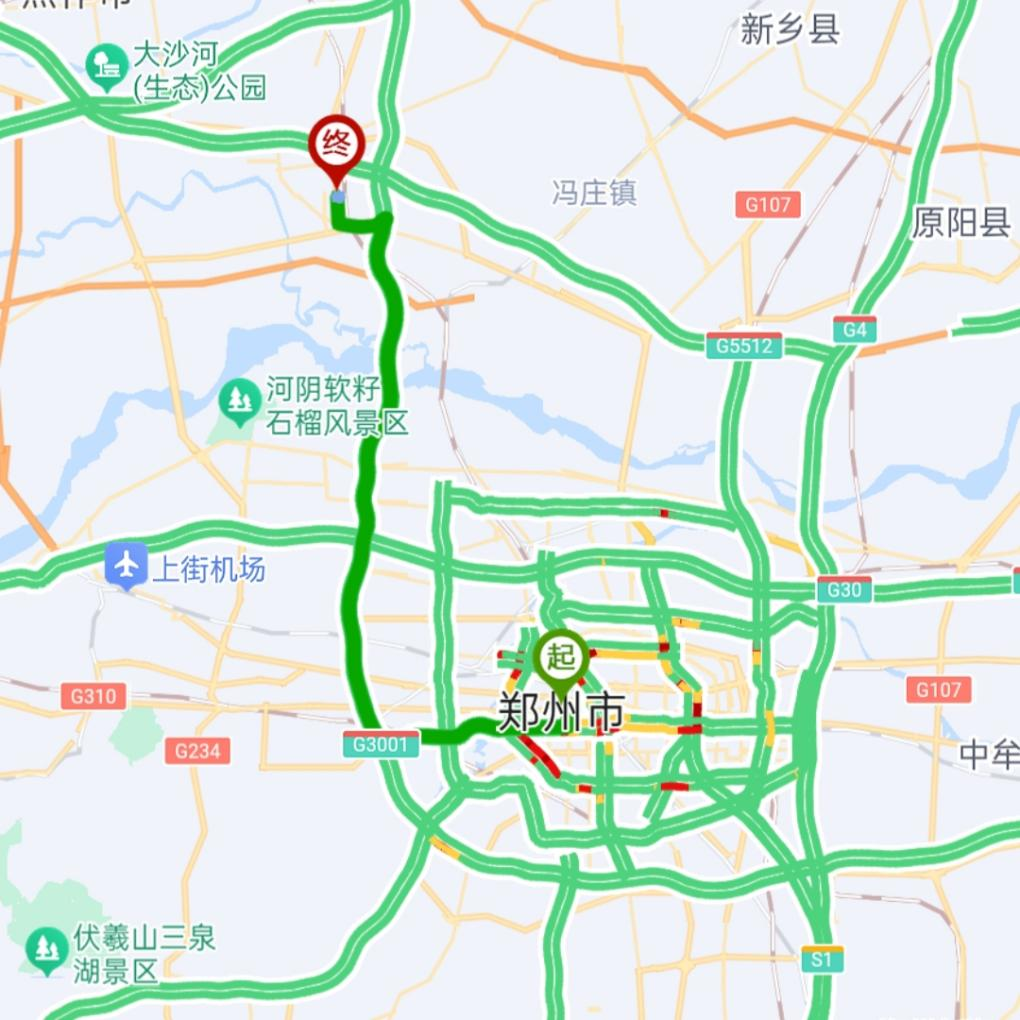 新乡县
大沙河
(生态)公园
终
冯庄镇
G107
原阳县
G4
G5512
河阴软籽
石榴风景区
上街机场
G30
起
郑州市
G310
G107
G3001
G234
中牟
伏羲山三泉
湖景区
S1